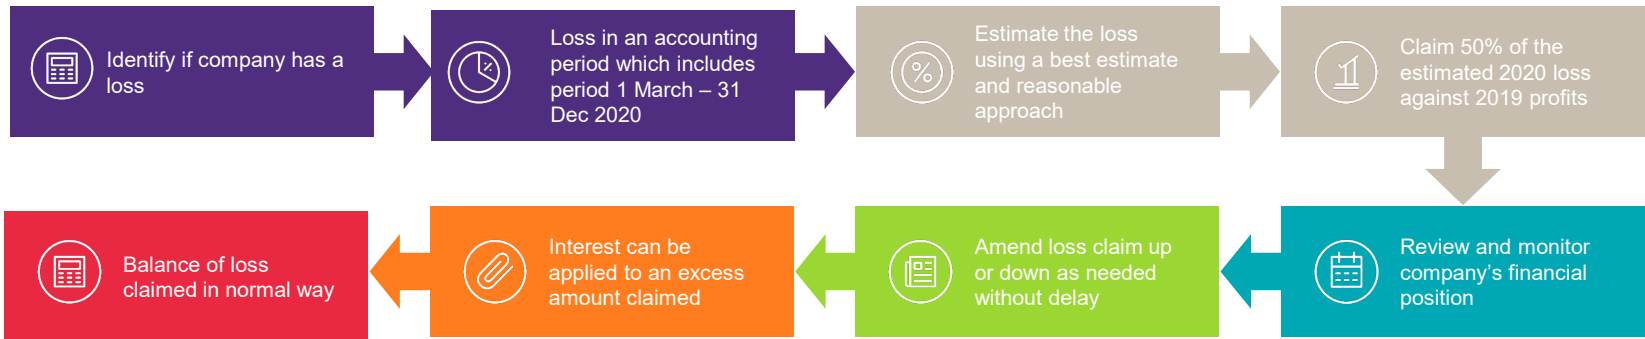 Identify if company has a
loss
Loss in an accounting
period which includes
period 1 March – 31
Dec 2020
Estimate the loss
using a best estimate
and reasonable
approach
Claim 50% of the
estimated 2020 loss
against 2019 profits
Review and monitor
company's financial
position
Amend loss claim up
or down as needed
without delay
Interest can be
applied to an excess
amount claimed
Balance of loss
claimed in normal way